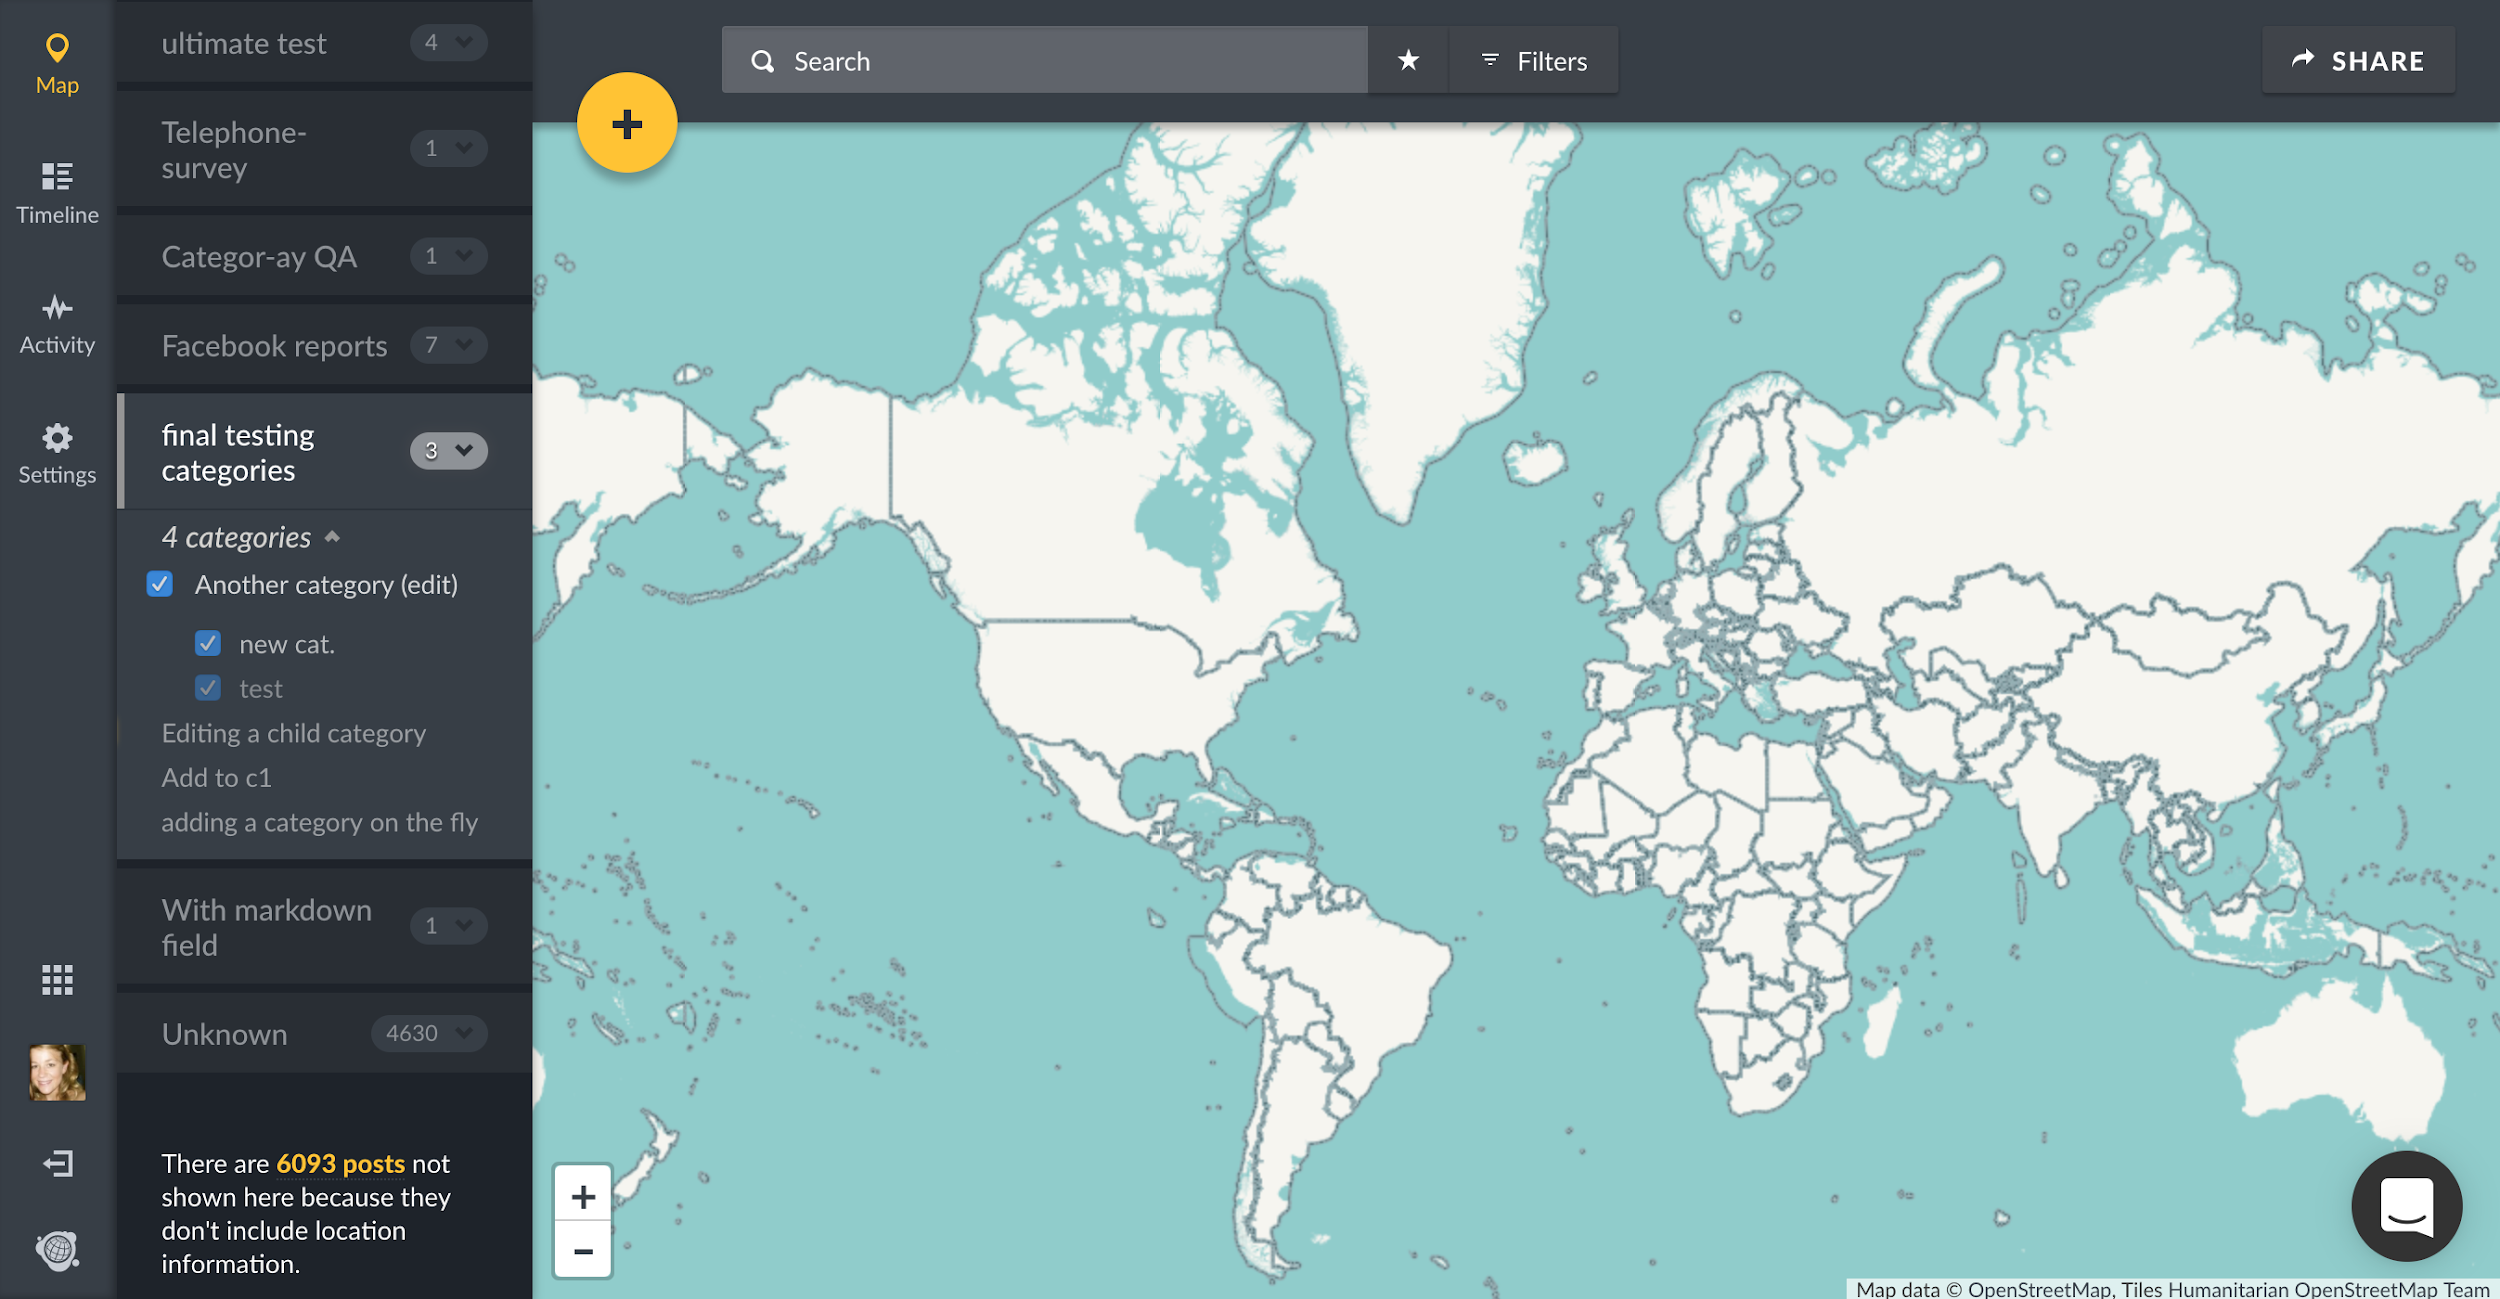 Map
Timeline
Activity
Settings
ultimate test 4
Telephone-
survey 1
Categor-ay QA 1
Facebook reports 7
final testing
categories 3
4 categories
Another category (edit)
new cat.
test
Editing a child category
Add to c1
adding a category on the fly
With markdown
field 1
Unknown 4630
There are 6093 posts not
shown here because they
don't include location
information.
+
Search
Filters
SHARE
+
−
Map data © OpenStreetMap, Tiles Humanitarian OpenStreetMap Team